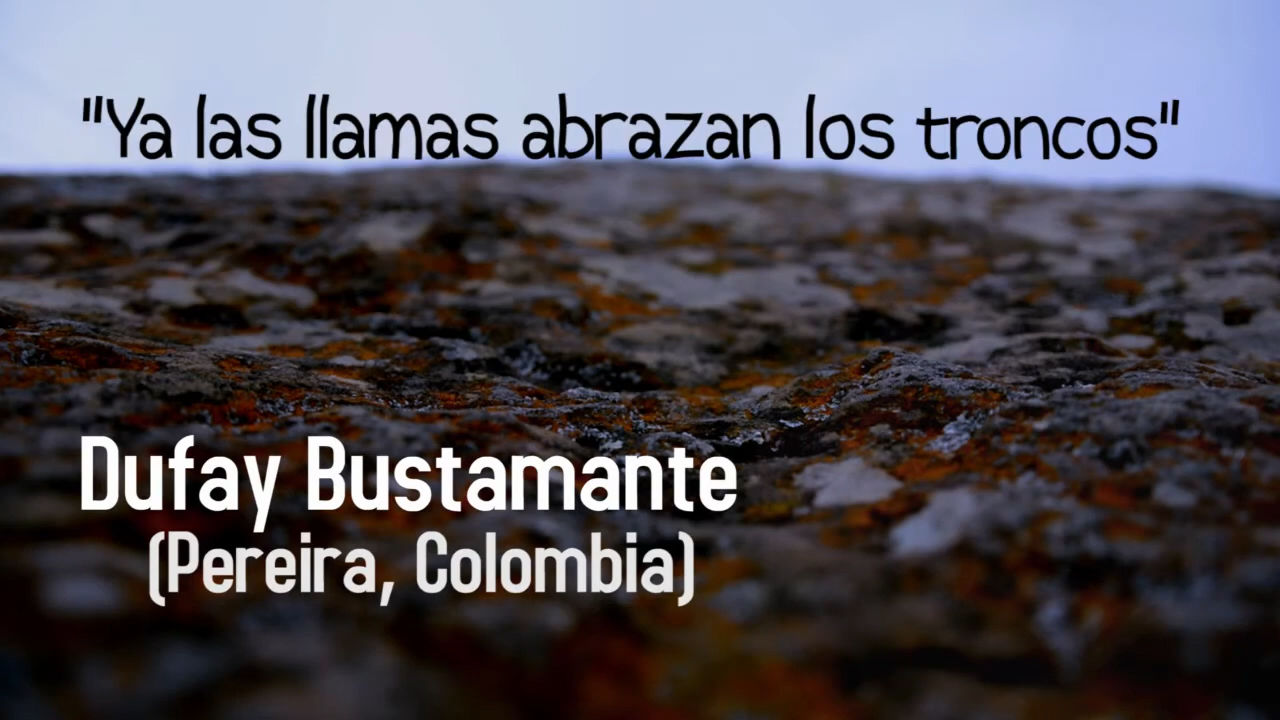 "Ya las llamas abrazan los troncos"
Dufay Bustamante
(Pereira, Colombia)